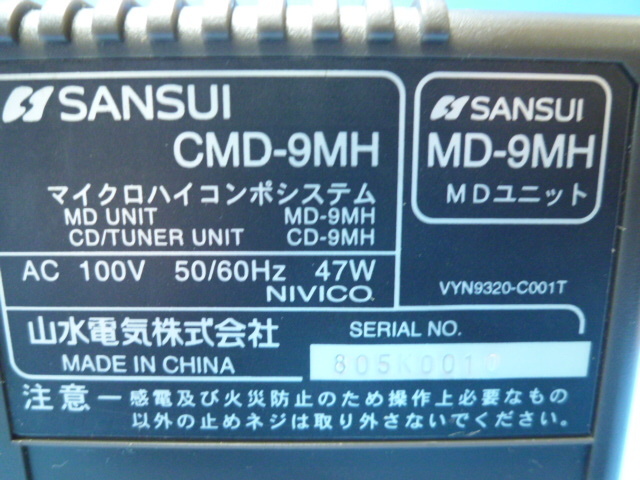 SANSUI
CMD-9MH
マイクロハイコンポシステム
MD UNIT MD-9MH
CD/TUNER UNIT CD-9MH
AC 100V 50/60Hz 47W
NIVICO
SANSUI
MD-9MH
MDユニット
VYN9320-C001T
山水電気株式会社
MADE IN CHINA
SERIAL NO.
注意ー感電及び火災防止のため操作上必要なもの
以外の止めネジは取り外さないでください。